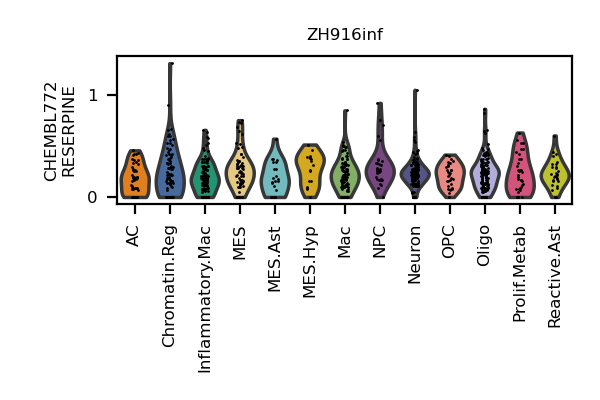 ZH916inf
CHEMBL772
RESERPINE
1
0
AC
Chromatin.Reg
Inflammatory.Mac
MES
MES.Ast
MES.Hyp
Mac
NPC
Neuron
OPC
Oligo
Prolif.Metab
Reactive.Ast